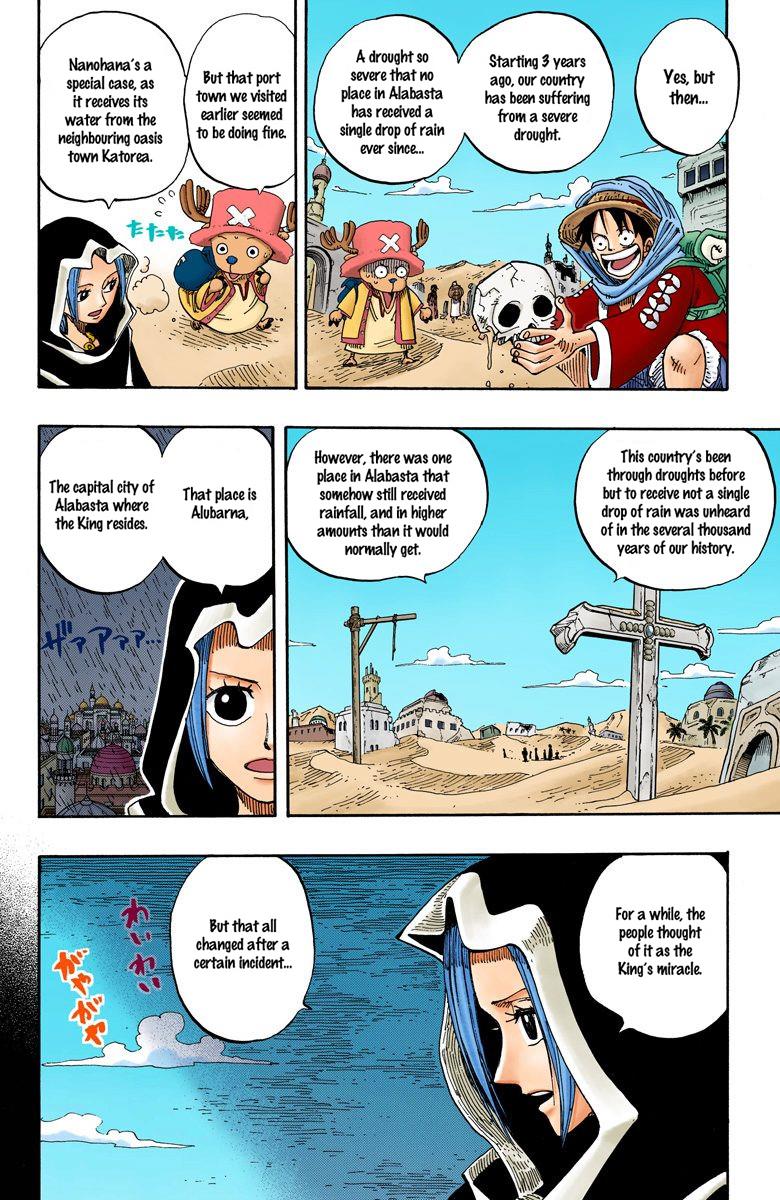 Yes, but
then...
Starting 3 years
ago, our country
has been suffering
from a severe
drought.
A drought so
severe that no
place in Alabasta
has received a
single drop of rain
ever since...
But that port
town we visited
earlier seemed
to be doing fine.
Nanohana's a
special case, as
it receives its
water from the
neighbouring oasis
town Katorea.
たたたた
This country's been
through droughts before
but to receive not a single
drop of rain was unheard
of in the several thousand
years of our history.
However, there was one
place in Alabasta that
somehow still received
rainfall, and in higher
amounts than it would
normally get.
That place is
Alubarna,
The capital city of
Alabasta where
the King resides.
ザァアアア...
For a while, the
people thought
of it as the
King's miracle.
But that all
changed after a
certain incident...
わいわい
がやがや